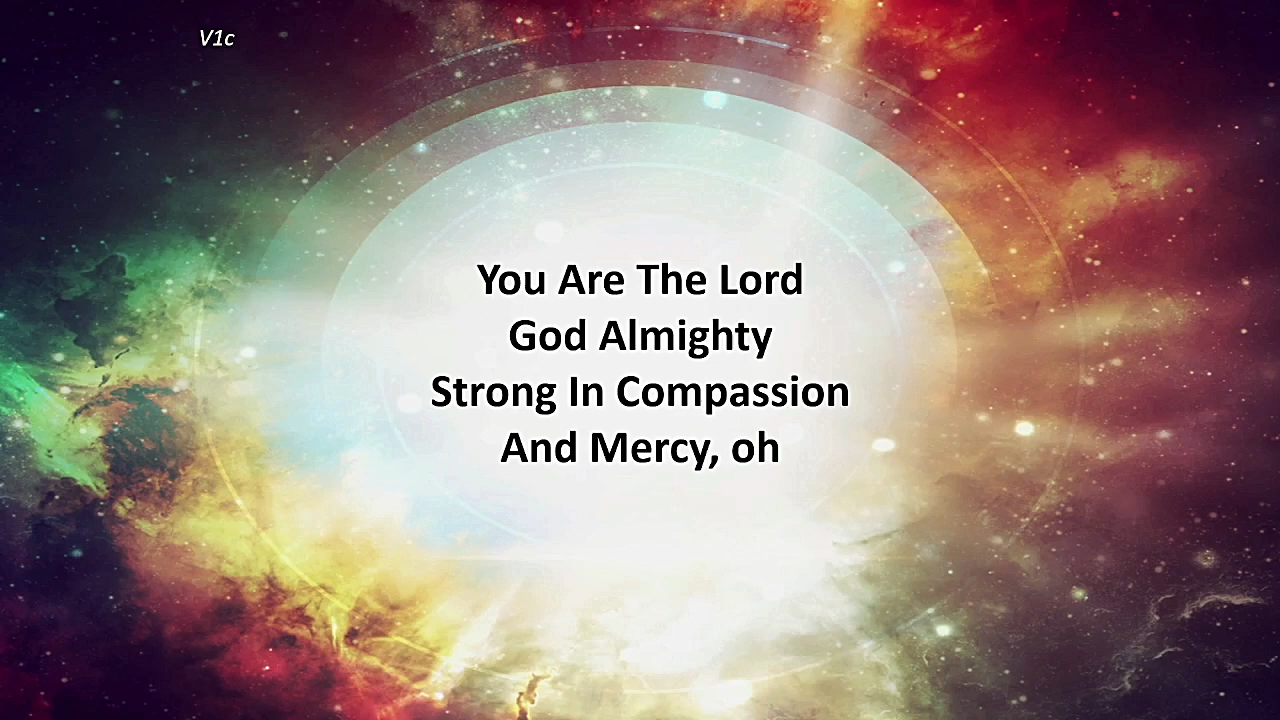 V1c
You Are The Lord
God Almighty
Strong In Compassion
And Mercy, oh